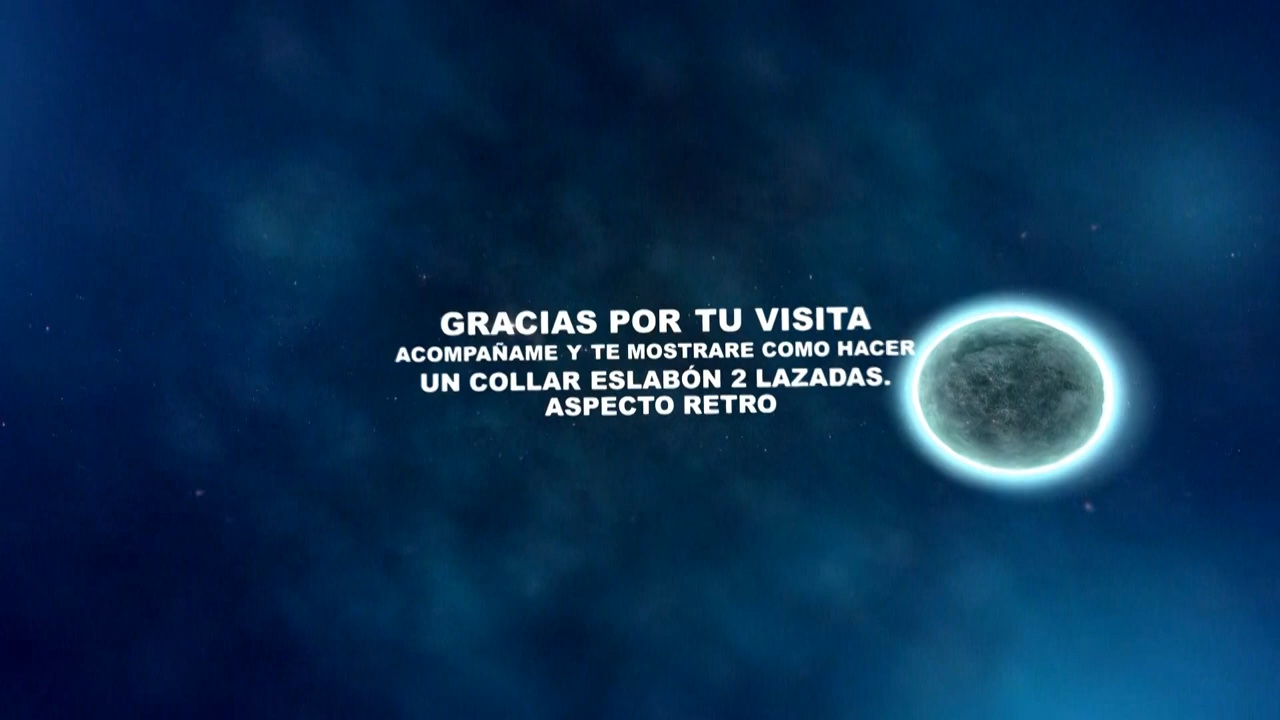 GRACIAS POR TU VISITA
ACOMPAÑAME Y TE MOSTRARE COMO HACER
UN COLLAR ESLABÓN 2 LAZADAS.
ASPECTO RETRO